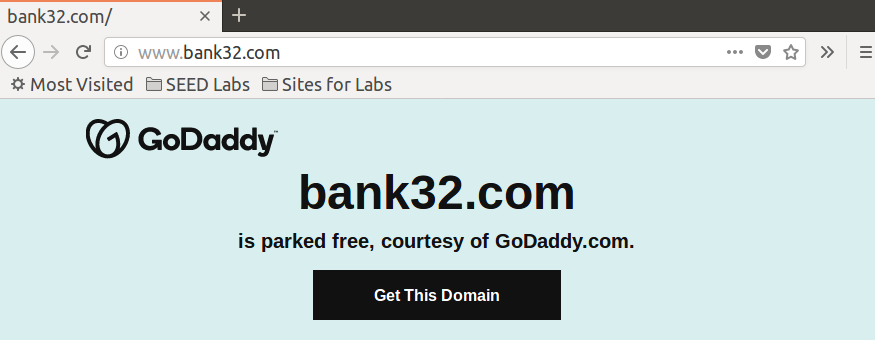 bank32.com/
www.bank32.com
Most Visited SEED Labs Sites for Labs
GoDaddy™
bank32.com
is parked free, courtesy of GoDaddy.com.
Get This Domain